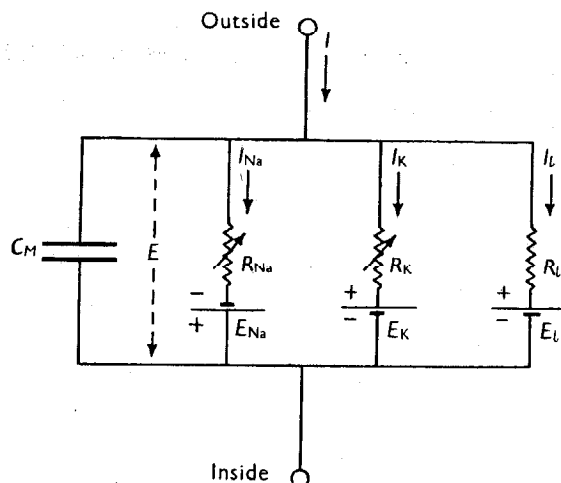 Outside
I
I_Na I_K I_l
C_M E R_Na R_K R_l
− + +
+ E_Na − E_K − E_l
Inside